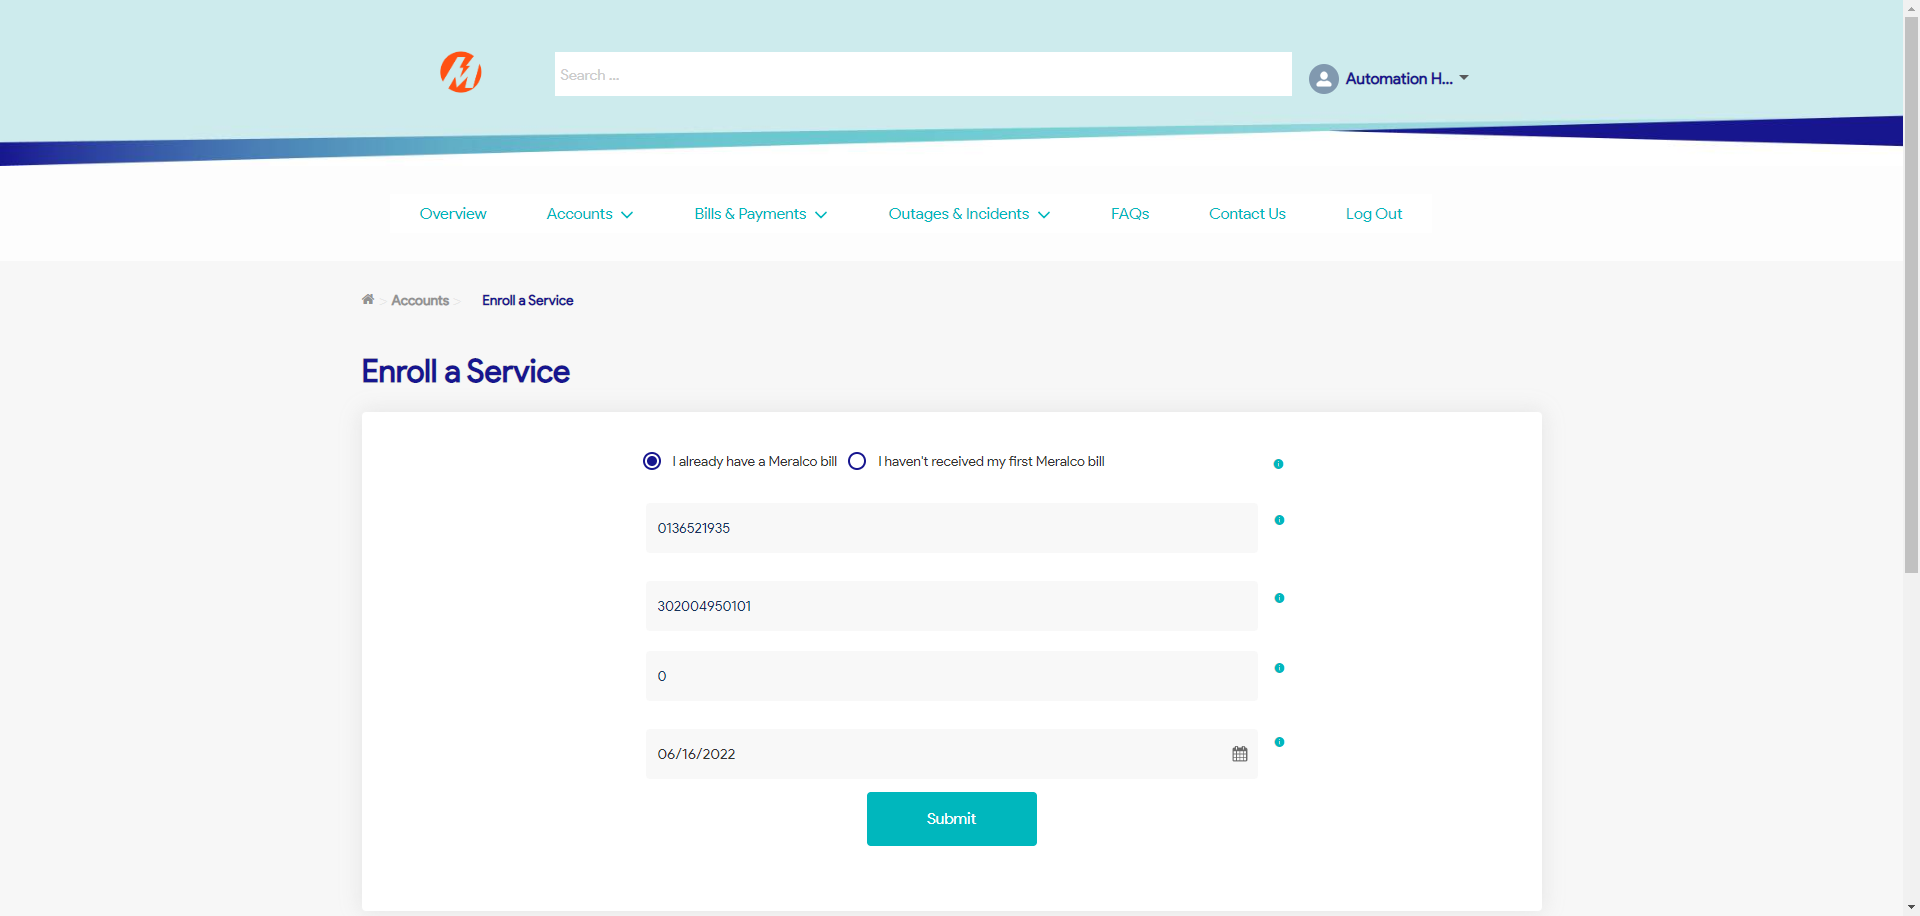 Search ...
Automation H...
Overview
Accounts
Bills & Payments
Outages & Incidents
FAQs
Contact Us
Log Out
> Accounts > Enroll a Service
Enroll a Service
I already have a Meralco bill
I haven't received my first Meralco bill
0136521935
302004950101
0
06/16/2022
Submit